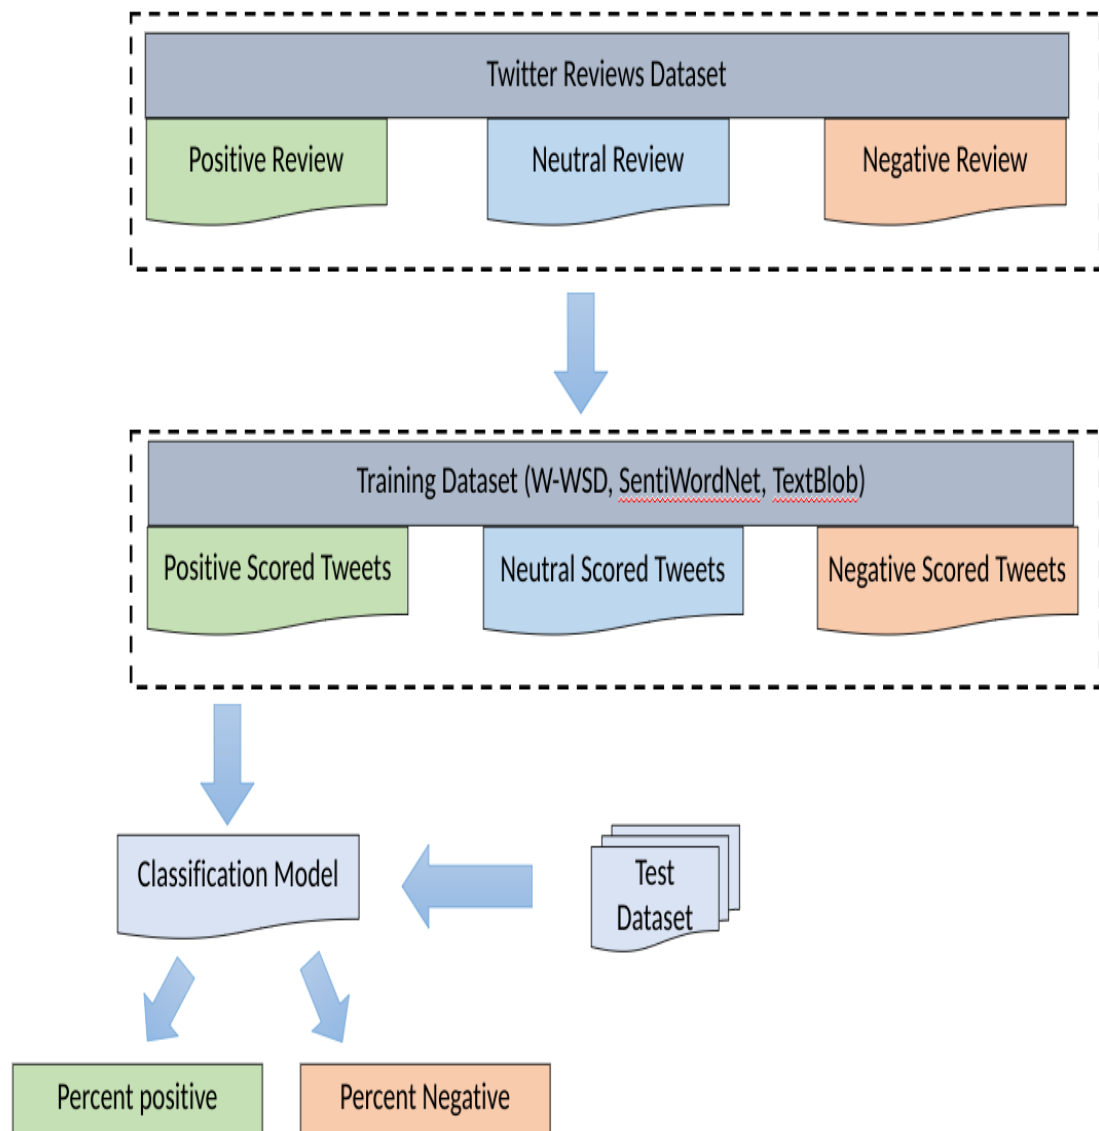 Twitter Reviews Dataset
Positive Review
Neutral Review
Negative Review
Training Dataset (W-WSD, SentiWordNet, TextBlob)
Positive Scored Tweets
Neutral Scored Tweets
Negative Scored Tweets
Classification Model
Test
Dataset
Percent positive
Percent Negative